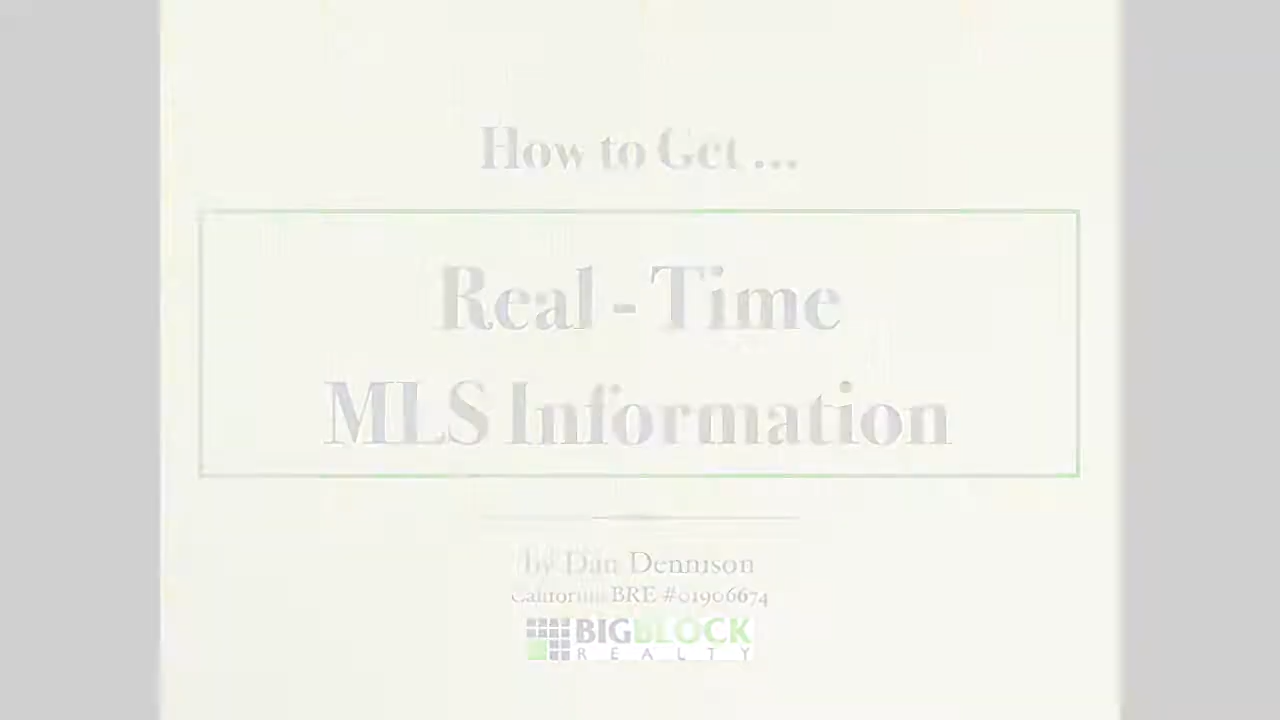 How to Get ...
Real - Time
MLS Information
by Dan Dennison
California BRE #01906674
BIGBLOCK
REALTY